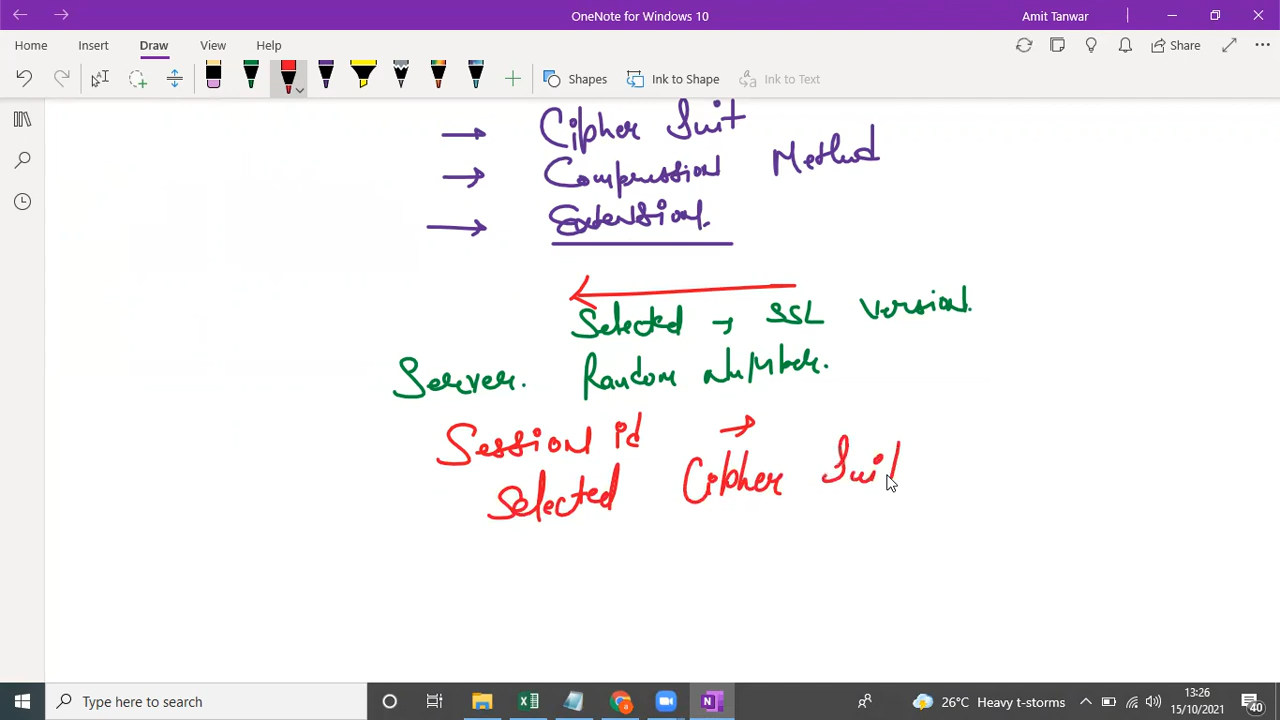 OneNote for Windows 10
Amit Tanwar
Home Insert Draw View Help
Share
Shapes Ink to Shape Ink to Text
Cipher Suit
Compression Method
Extension.
Selected → SSL Version.
Server. Random Number.
Session id →
Selected Cipher Suit
Type here to search
26°C Heavy t-storms
13:26
15/10/2021
40